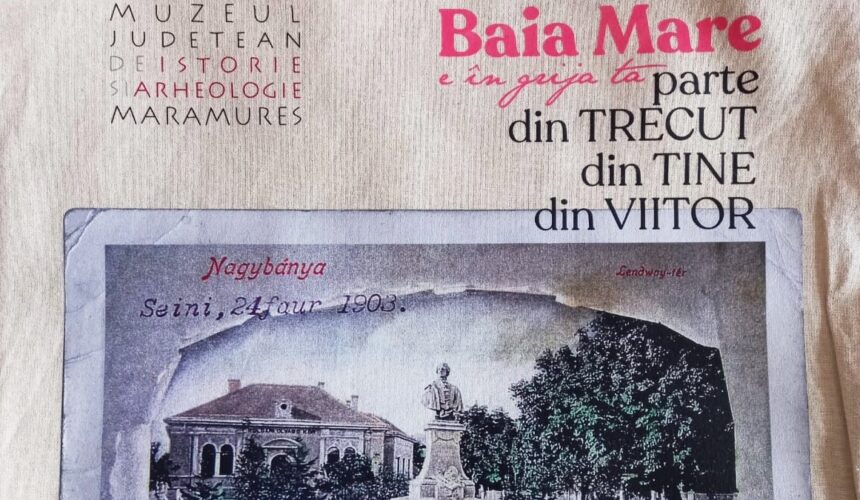 MUZEUL
JUDETEAN
DE ISTORIE
SI ARHEOLOGIE
MARAMURES
Baia Mare
e în grija ta
parte
din TRECUT
din TINE
din VIITOR
Nagybánya
Lendway-tér
Seini, 24 faur 1903.